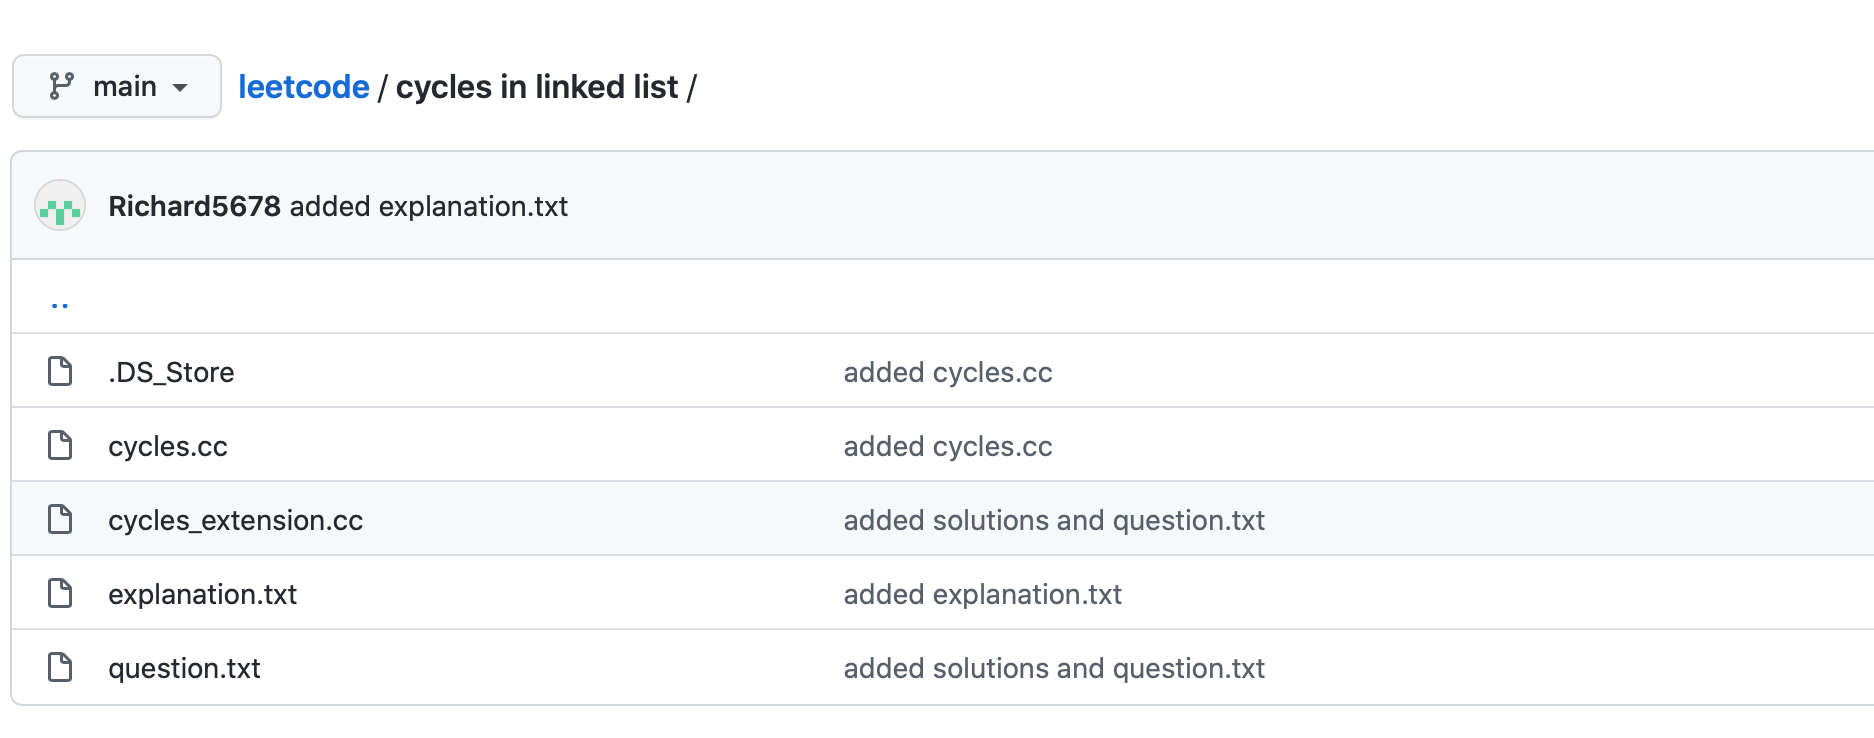 main leetcode / cycles in linked list /
Richard5678 added explanation.txt
..
.DS_Store added cycles.cc
cycles.cc added cycles.cc
cycles_extension.cc added solutions and question.txt
explanation.txt added explanation.txt
question.txt added solutions and question.txt